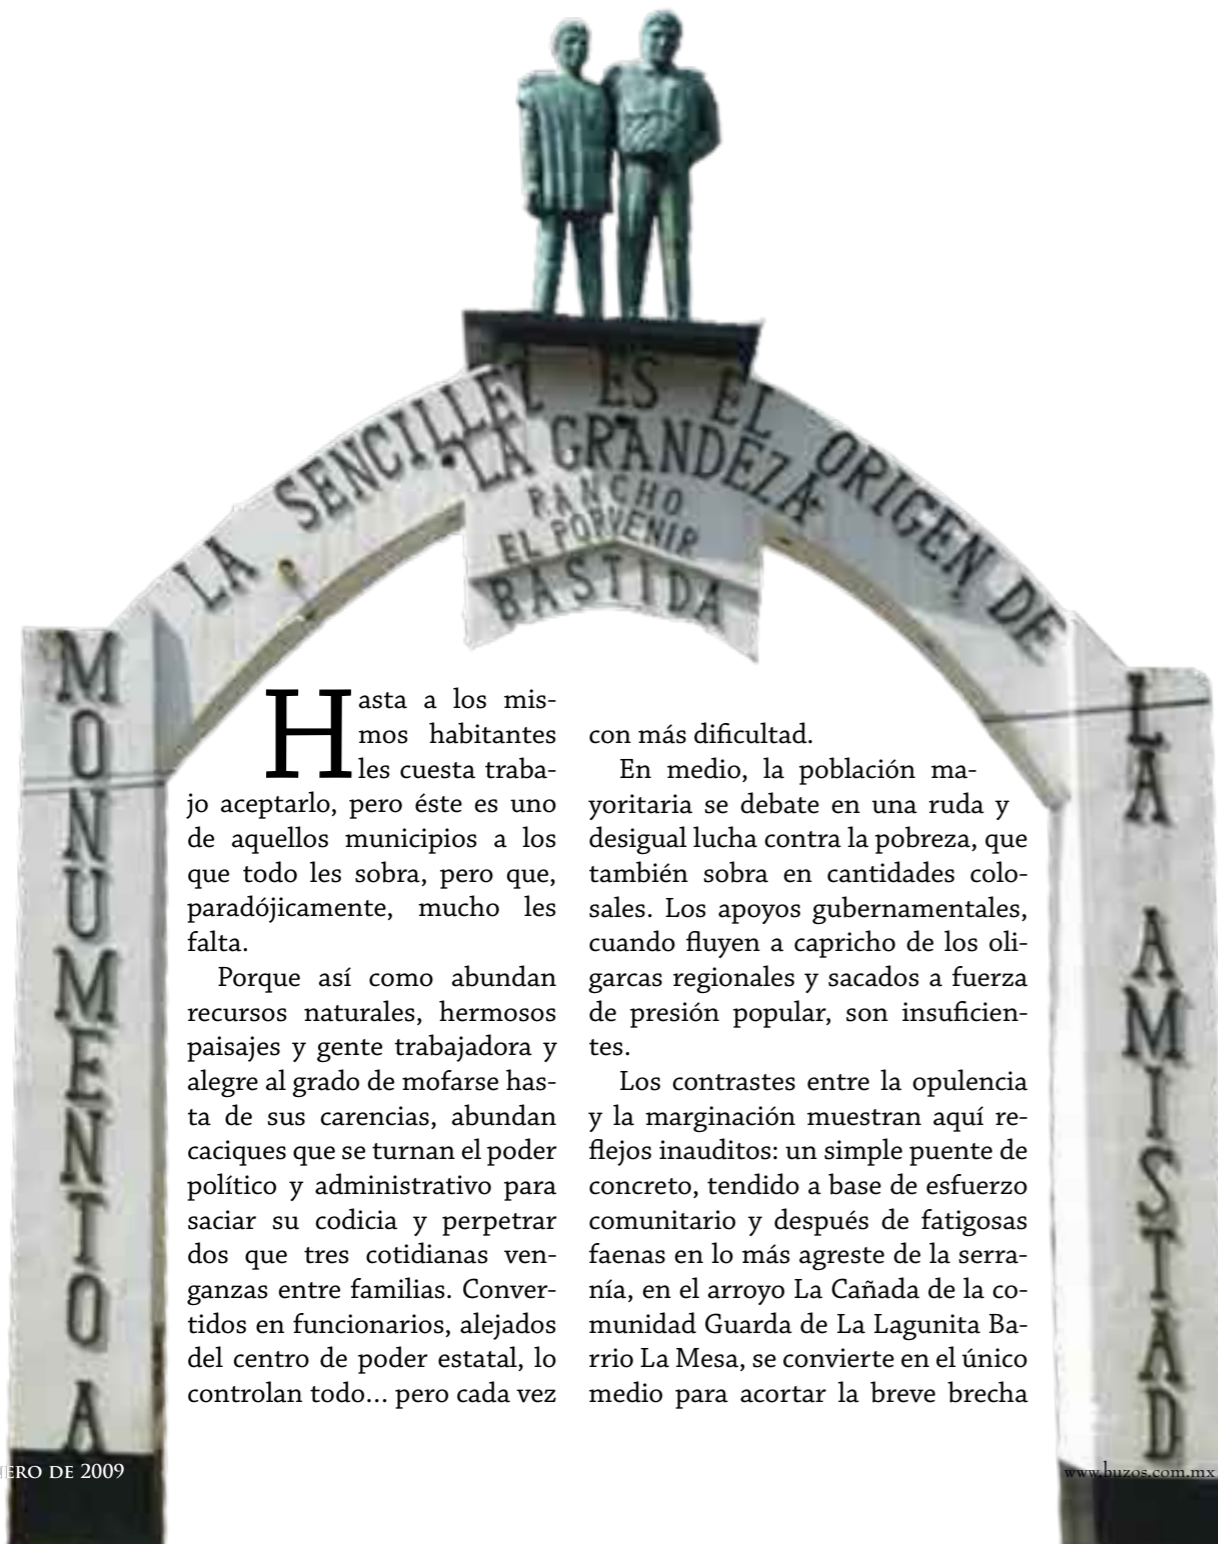 LA SENCILLEZ ES EL ORIGEN DE
LA GRANDEZA
RANCHO
EL PORVENIR
BASTIDA
MONUMENTO A
LA AMISTAD
Hasta a los mis-
mos habitantes
les cuesta traba-
jo aceptarlo, pero éste es uno
de aquellos municipios a los
que todo les sobra, pero que,
paradójicamente, mucho les
falta.
Porque así como abundan
recursos naturales, hermosos
paisajes y gente trabajadora y
alegre al grado de mofarse has-
ta de sus carencias, abundan
caciques que se turnan el poder
político y administrativo para
saciar su codicia y perpetrar
dos que tres cotidianas ven-
ganzas entre familias. Conver-
tidos en funcionarios, alejados
del centro de poder estatal, lo
controlan todo... pero cada vez
con más dificultad.
En medio, la población ma-
yoritaria se debate en una ruda y
desigual lucha contra la pobreza, que
también sobra en cantidades colo-
sales. Los apoyos gubernamentales,
cuando fluyen a capricho de los oli-
garcas regionales y sacados a fuerza
de presión popular, son insuficien-
tes.
Los contrastes entre la opulencia
y la marginación muestran aquí re-
flejos inauditos: un simple puente de
concreto, tendido a base de esfuerzo
comunitario y después de fatigosas
faenas en lo más agreste de la serra-
nía, en el arroyo La Cañada de la co-
munidad Guarda de La Lagunita Ba-
rrio La Mesa, se convierte en el único
medio para acortar la breve brecha
DE 2009
www.buzos.com.mx